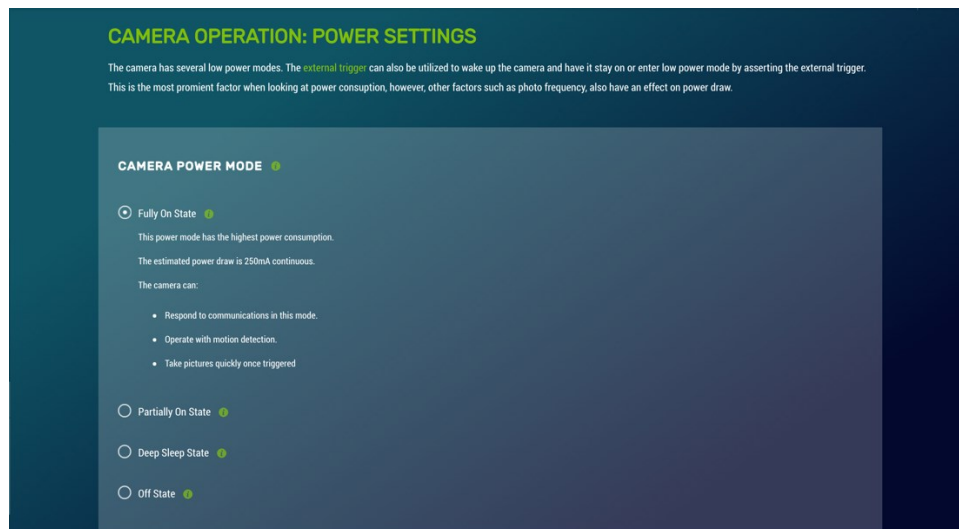 CAMERA OPERATION: POWER SETTINGS
The camera has several low power modes. The external trigger can also be utilized to wake up the camera and have it stay on or enter low power mode by asserting the external trigger.
This is the most promient factor when looking at power consuption, however, other factors such as photo frequency, also have an effect on power draw.
CAMERA POWER MODE i
Fully On State i
This power mode has the highest power consumption.
The estimated power draw is 250mA continuous.
The camera can:
• Respond to communications in this mode.
• Operate with motion detection.
• Take pictures quickly once triggered
Partially On State i
Deep Sleep State i
Off State i